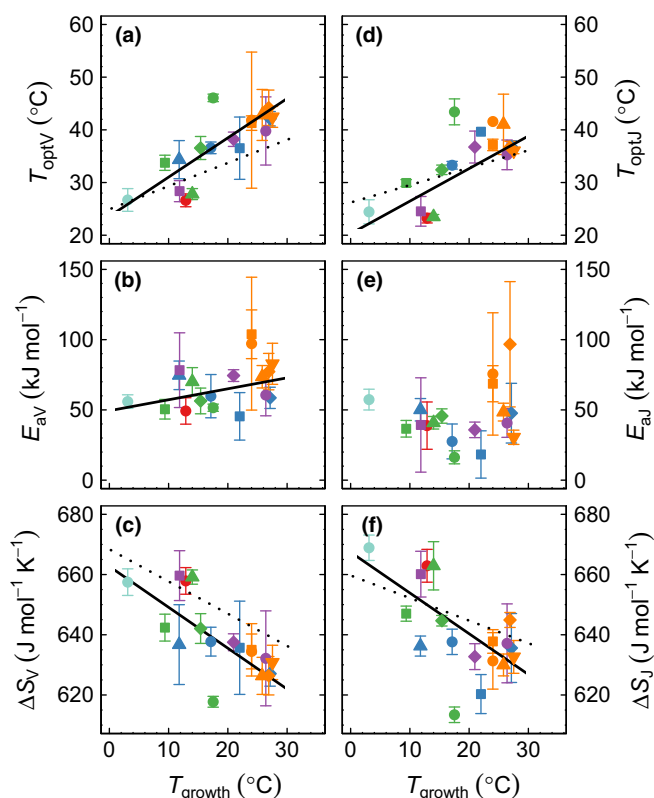 (a)
(d)
60
50
40
30
20
T_optV (°C)
60
50
40
30
20
T_optJ (°C)
(b)
(e)
150
100
50
0
E_aV (kJ mol⁻¹)
150
100
50
0
E_aJ (kJ mol⁻¹)
(c)
(f)
680
660
640
620
ΔS_V (J mol⁻¹ K⁻¹)
680
660
640
620
ΔS_J (J mol⁻¹ K⁻¹)
0 10 20 30
0 10 20 30
T_growth (°C)
T_growth (°C)